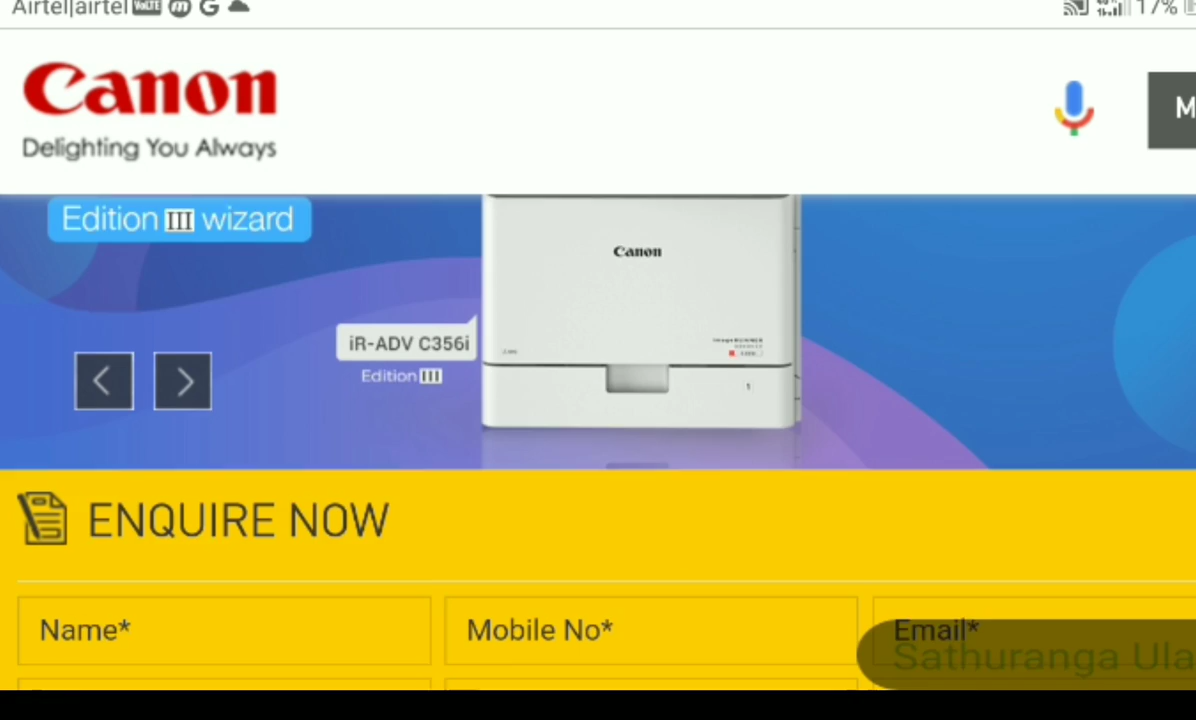 Airtel|airtel VoLTE m G 17%
Canon
Delighting You Always
M
Edition III wizard
Canon
iR-ADV C356i
Edition III
1
ENQUIRE NOW
Name*
Mobile No*
Email*
Sathuranga Ula